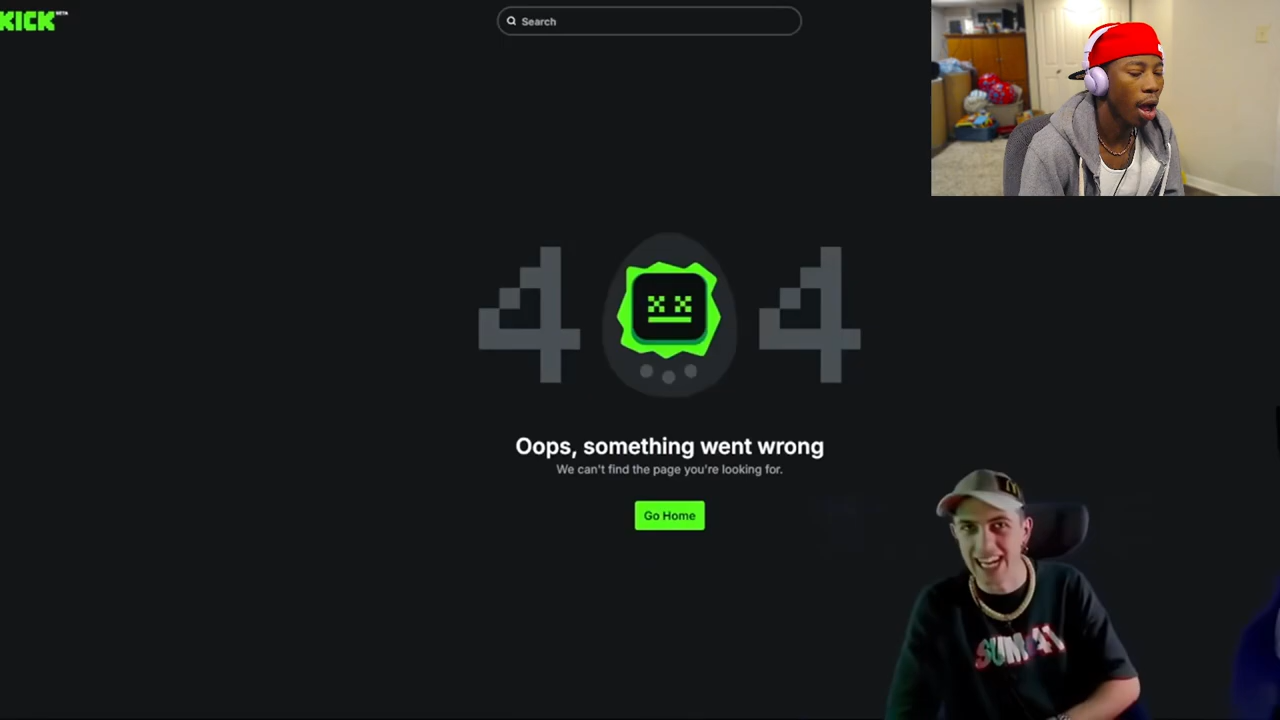 KICK BETA
Search
4 4
Oops, something went wrong
We can't find the page you're looking for.
Go Home
SUM 41